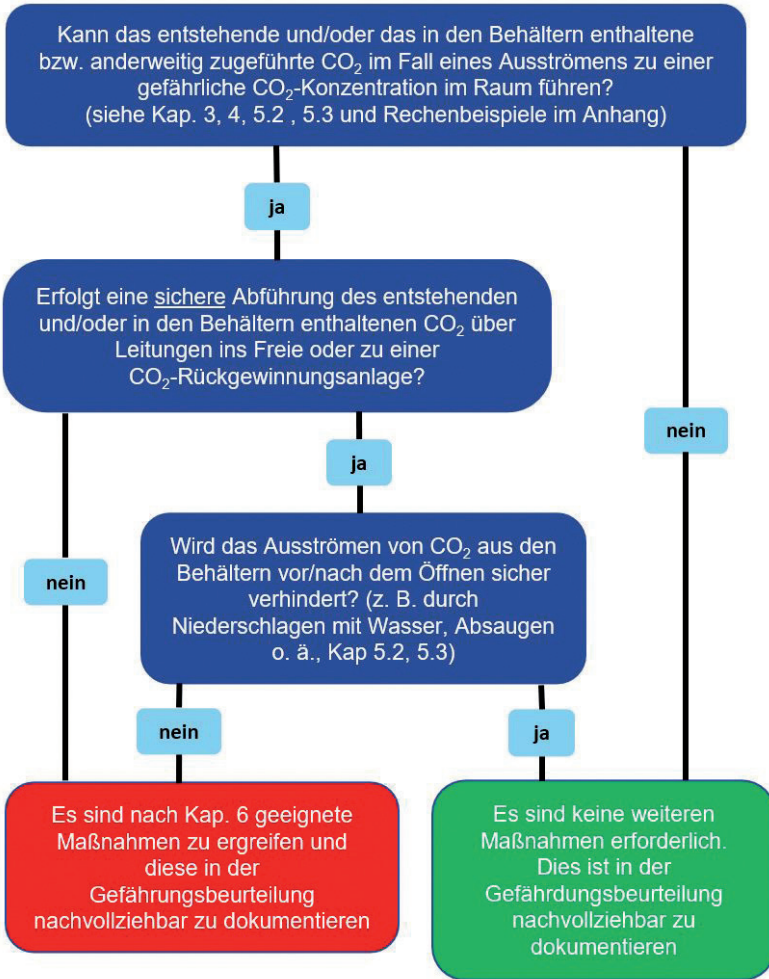 Kann das entstehende und/oder das in den Behältern enthaltene
bzw. anderweitig zugeführte CO₂ im Fall eines Ausströmens zu einer
gefährliche CO₂-Konzentration im Raum führen?
(siehe Kap. 3, 4, 5.2 , 5.3 und Rechenbeispiele im Anhang)
ja
nein
Erfolgt eine sichere Abführung des entstehenden
und/oder in den Behältern enthaltenen CO₂ über
Leitungen ins Freie oder zu einer
CO₂-Rückgewinnungsanlage?
nein
ja
Wird das Ausströmen von CO₂ aus den
Behältern vor/nach dem Öffnen sicher
verhindert? (z. B. durch
Niederschlagen mit Wasser, Absaugen
o. ä., Kap 5.2, 5.3)
nein
ja
Es sind nach Kap. 6 geeignete
Maßnahmen zu ergreifen und
diese in der
Gefährungsbeurteilung
nachvollziehbar zu dokumentieren
Es sind keine weiteren
Maßnahmen erforderlich.
Dies ist in der
Gefährdungsbeurteilung
nachvollziehbar zu
dokumentieren